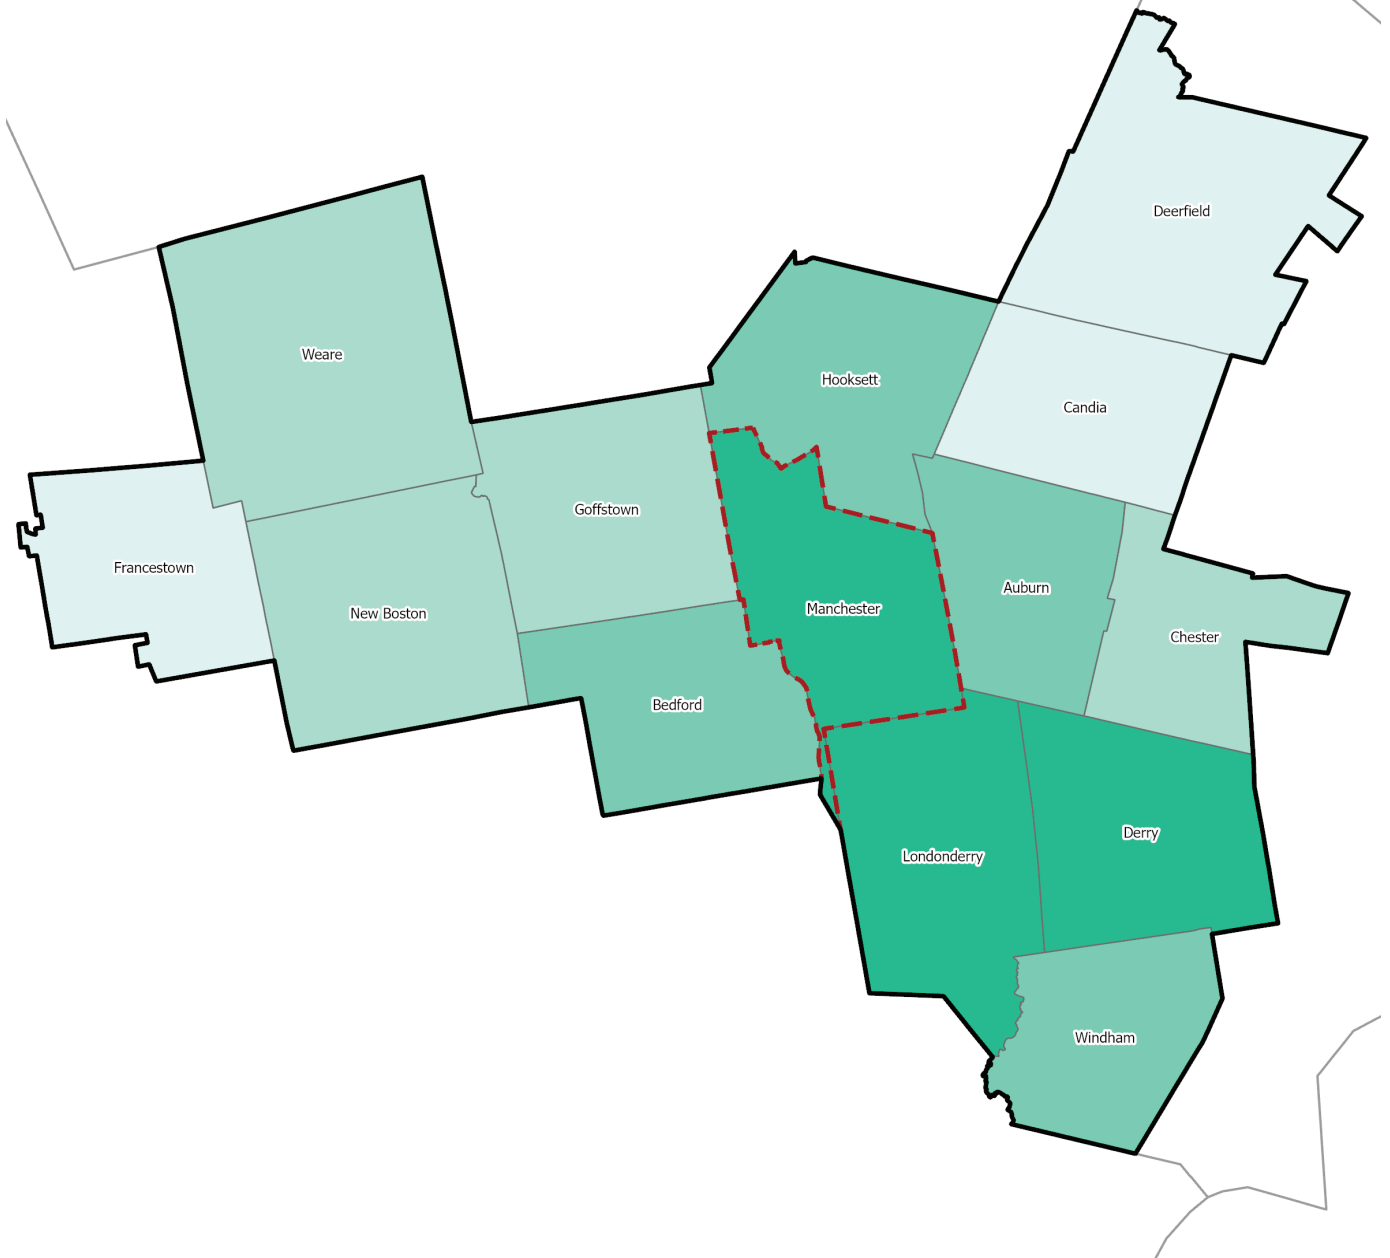 Deerfield
Weare
Hooksett
Candia
Goffstown
Francestown
Auburn
Manchester
New Boston
Chester
Bedford
Derry
Londonderry
Windham